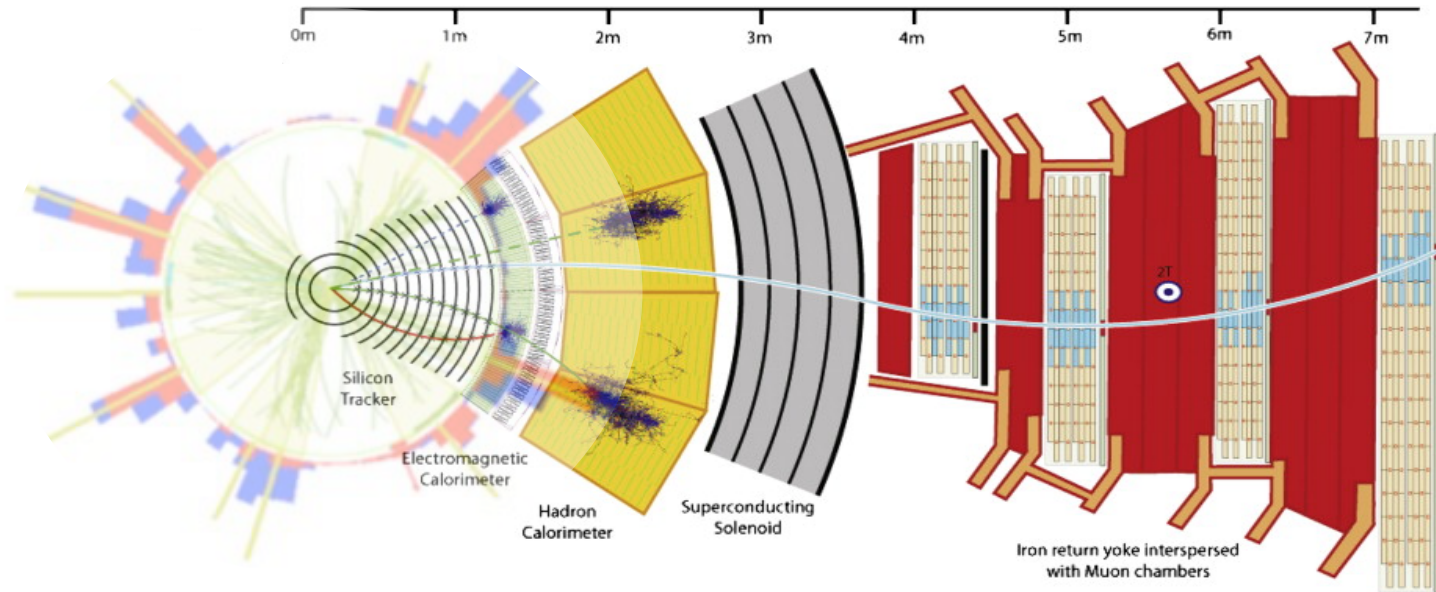 0m
1m
2m
3m
4m
5m
6m
7m
2T
Silicon
Tracker
Electromagnetic
Calorimeter
Hadron
Calorimeter
Superconducting
Solenoid
Iron return yoke interspersed
with Muon chambers